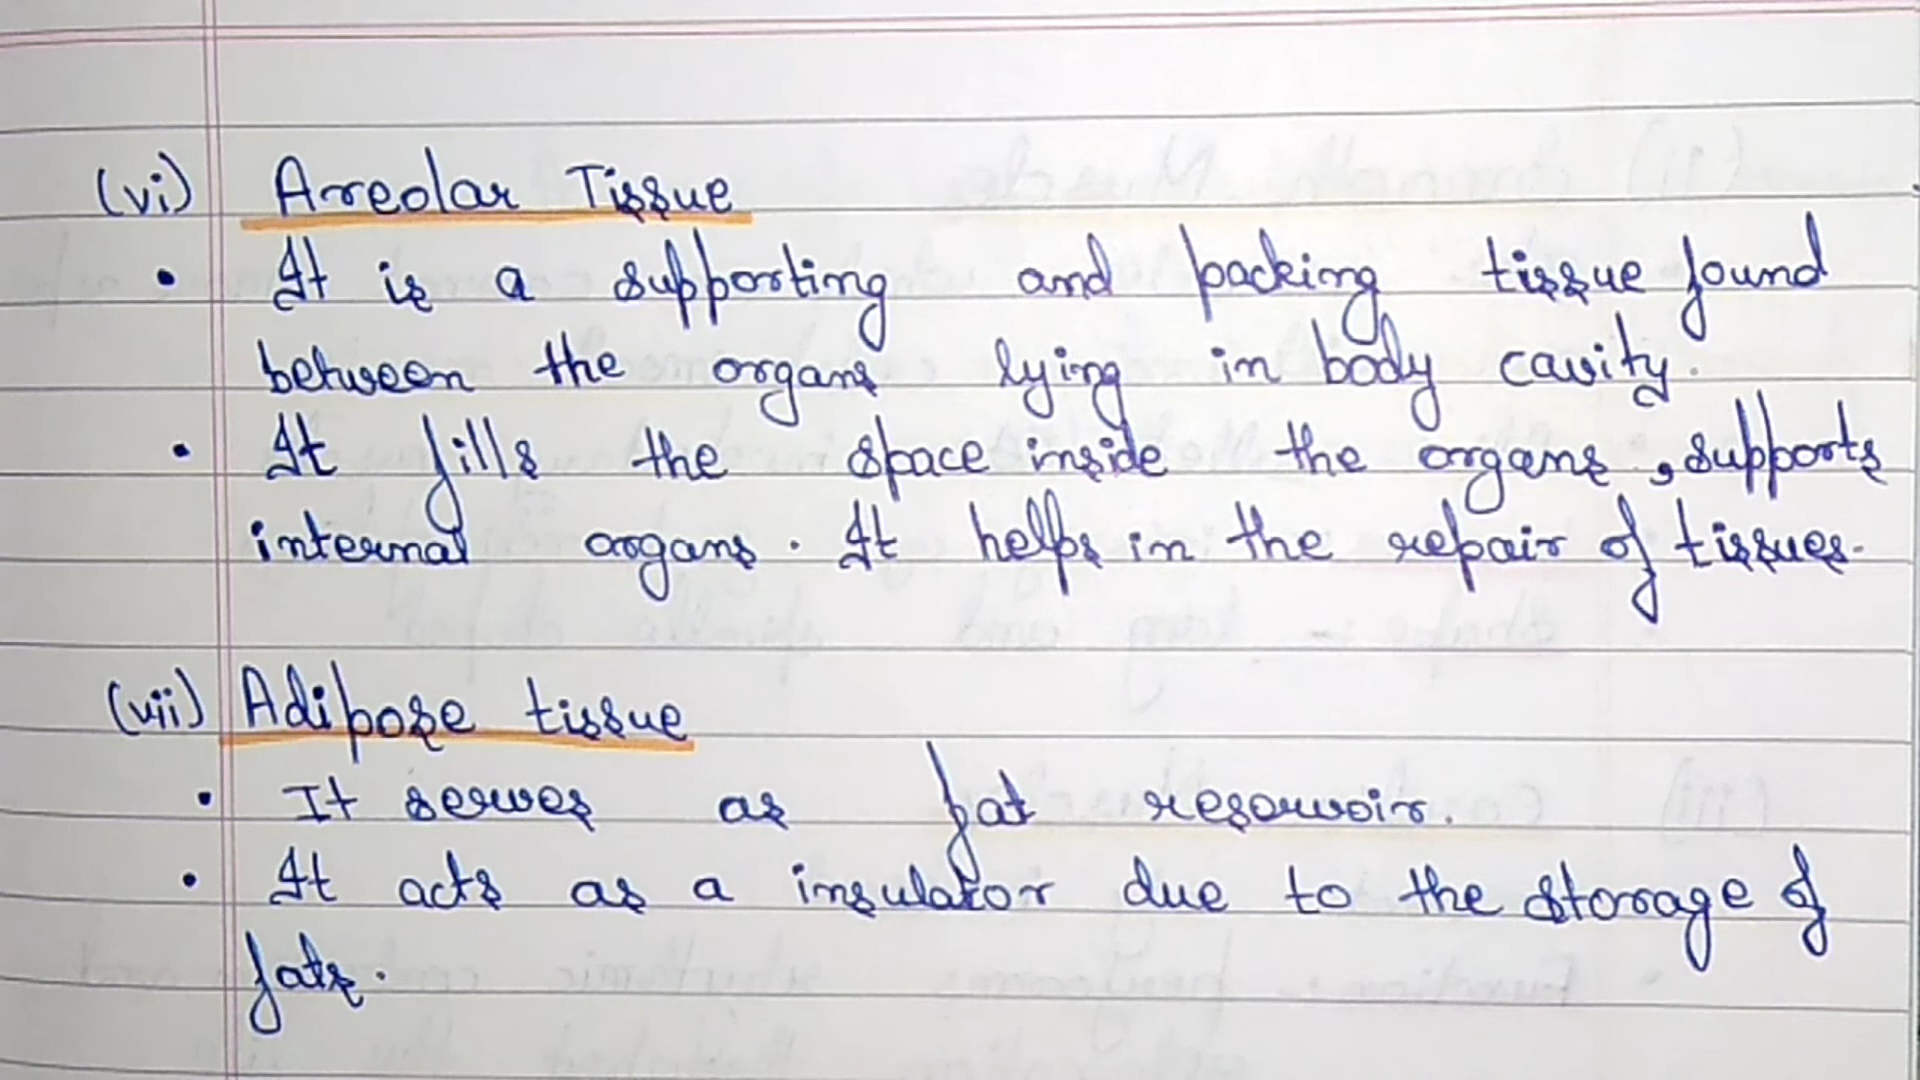 (vi) Areolar Tissue
• It is a supporting and packing tissue found
between the organs lying in body cavity.
• It fills the space inside the organs, supports
internal organs. It helps in the repair of tissues.
(vii) Adipose tissue
• It serves as fat reservoir.
• It acts as a insulator due to the storage of
fats.